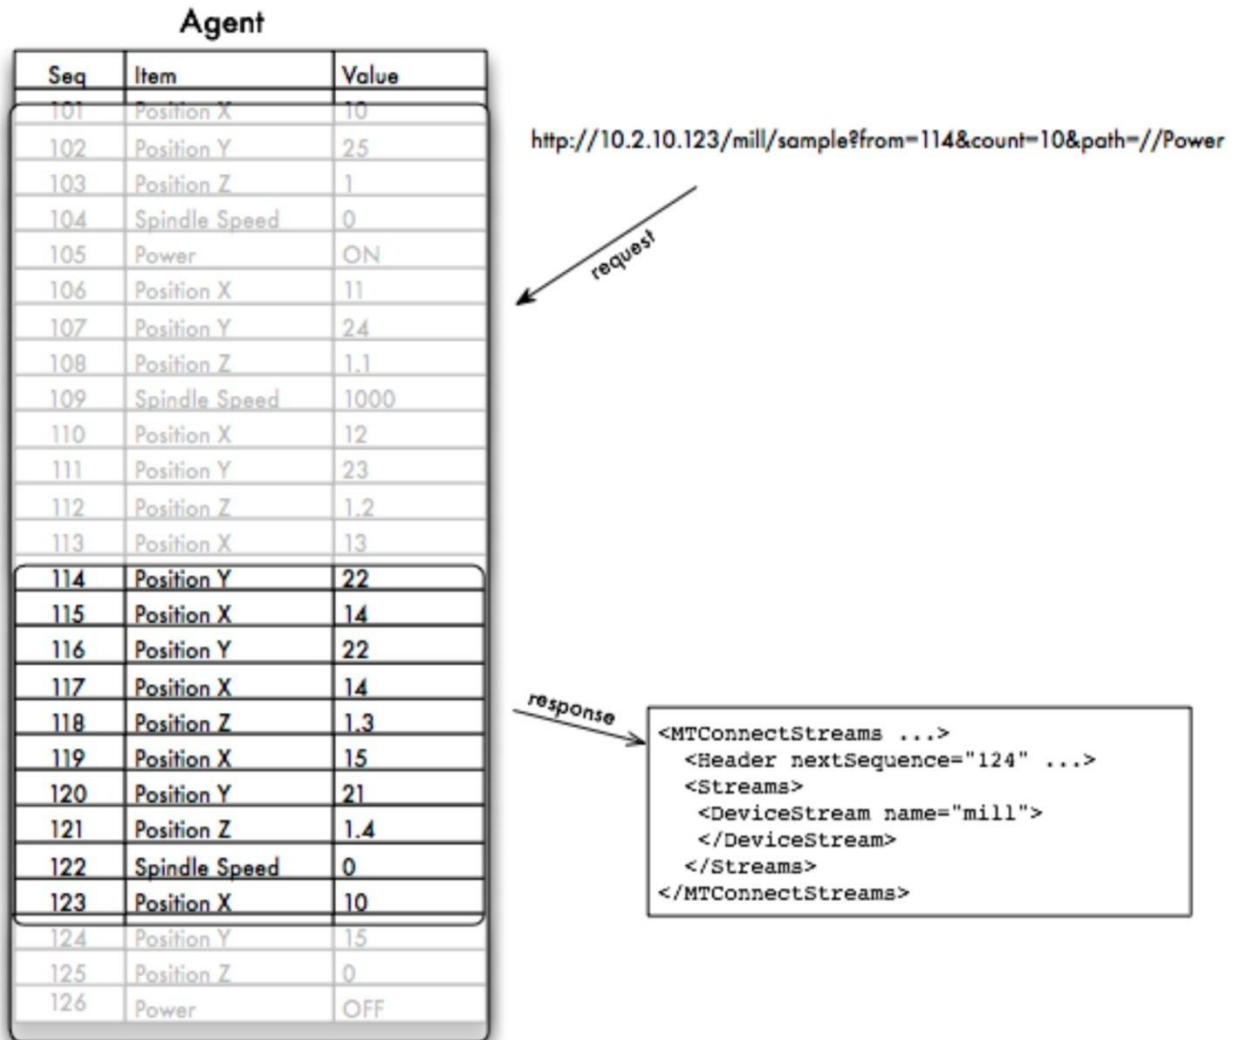 Agent
Seq Item Value
101 Position X 10
102 Position Y 25
103 Position Z 1
104 Spindle Speed 0
105 Power ON
106 Position X 11
107 Position Y 24
108 Position Z 1.1
109 Spindle Speed 1000
110 Position X 12
111 Position Y 23
112 Position Z 1.2
113 Position X 13
114 Position Y 22
115 Position X 14
116 Position Y 22
117 Position X 14
118 Position Z 1.3
119 Position X 15
120 Position Y 21
121 Position Z 1.4
122 Spindle Speed 0
123 Position X 10
124 Position Y 15
125 Position Z 0
126 Power OFF
http://10.2.10.123/mill/sample?from=114&count=10&path=//Power
request
response
<MTConnectStreams ...>
<Header nextSequence="124" ...>
<Streams>
<DeviceStream name="mill">
</DeviceStream>
</Streams>
</MTConnectStreams>